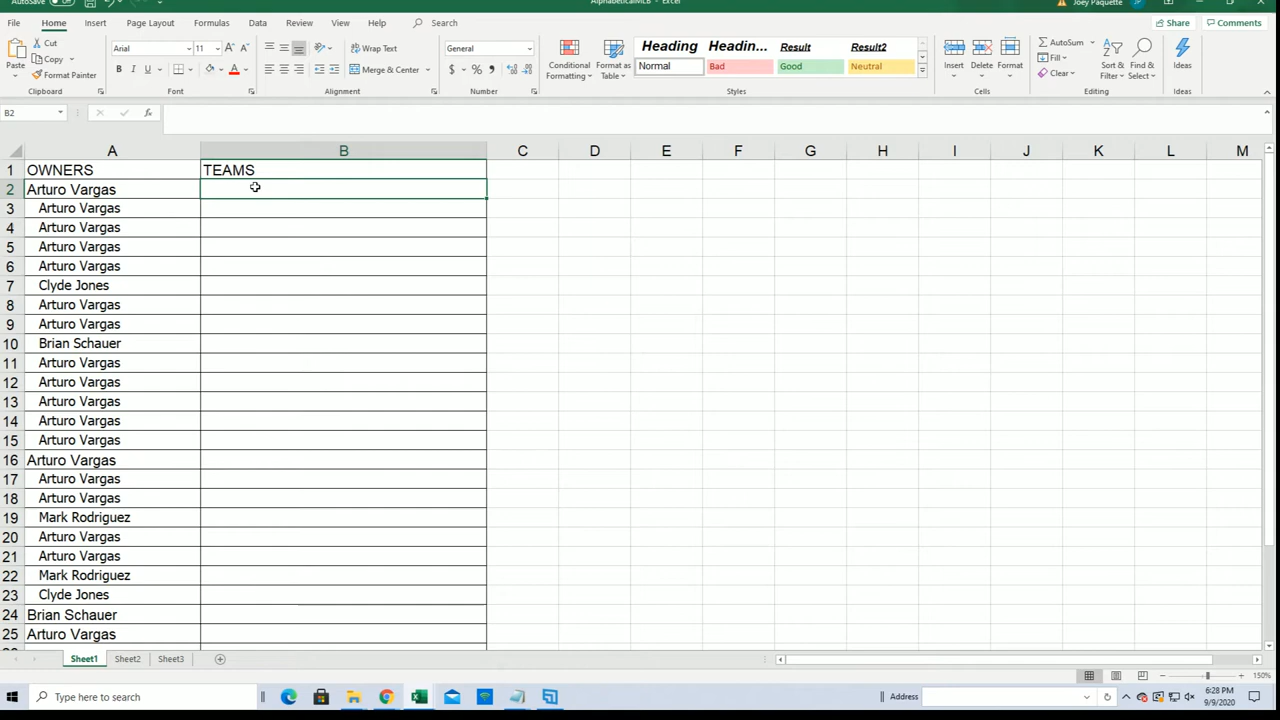 AutoSave
AlphabeticalMLB - Excel
Joey Paquette
JP
File Home Insert Page Layout Formulas Data Review View Help Search Share Comments
Paste Cut Copy Format Painter Clipboard
Arial 11 B I U A Font
Wrap Text Merge & Center Alignment
General $ % Number
Conditional Formatting Format as Table
Heading Headin... Result Result2
Normal Bad Good Neutral
Styles
Insert Delete Format Cells
AutoSum Fill Clear Sort & Filter Find & Select Editing
Ideas Ideas
B2 fx
A B C D E F G H I J K L M
1 OWNERS TEAMS
2 Arturo Vargas
3 Arturo Vargas
4 Arturo Vargas
5 Arturo Vargas
6 Arturo Vargas
7 Clyde Jones
8 Arturo Vargas
9 Arturo Vargas
10 Brian Schauer
11 Arturo Vargas
12 Arturo Vargas
13 Arturo Vargas
14 Arturo Vargas
15 Arturo Vargas
16 Arturo Vargas
17 Arturo Vargas
18 Arturo Vargas
19 Mark Rodriguez
20 Arturo Vargas
21 Arturo Vargas
22 Mark Rodriguez
23 Clyde Jones
24 Brian Schauer
25 Arturo Vargas
Sheet1 Sheet2 Sheet3
150%
Type here to search
Address
6:28 PM
9/9/2020